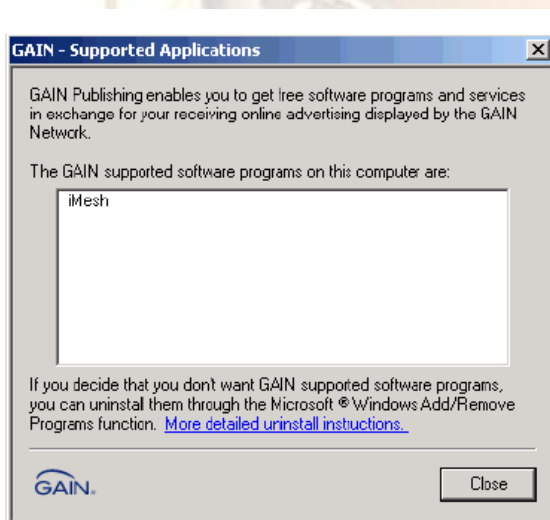 GAIN - Supported Applications
GAIN Publishing enables you to get free software programs and services
in exchange for your receiving online advertising displayed by the GAIN
Network.
The GAIN supported software programs on this computer are:
iMesh
If you decide that you don't want GAIN supported software programs,
you can uninstall them through the Microsoft ® Windows Add/Remove
Programs function. More detailed uninstall instructions.
GAIN.
Close